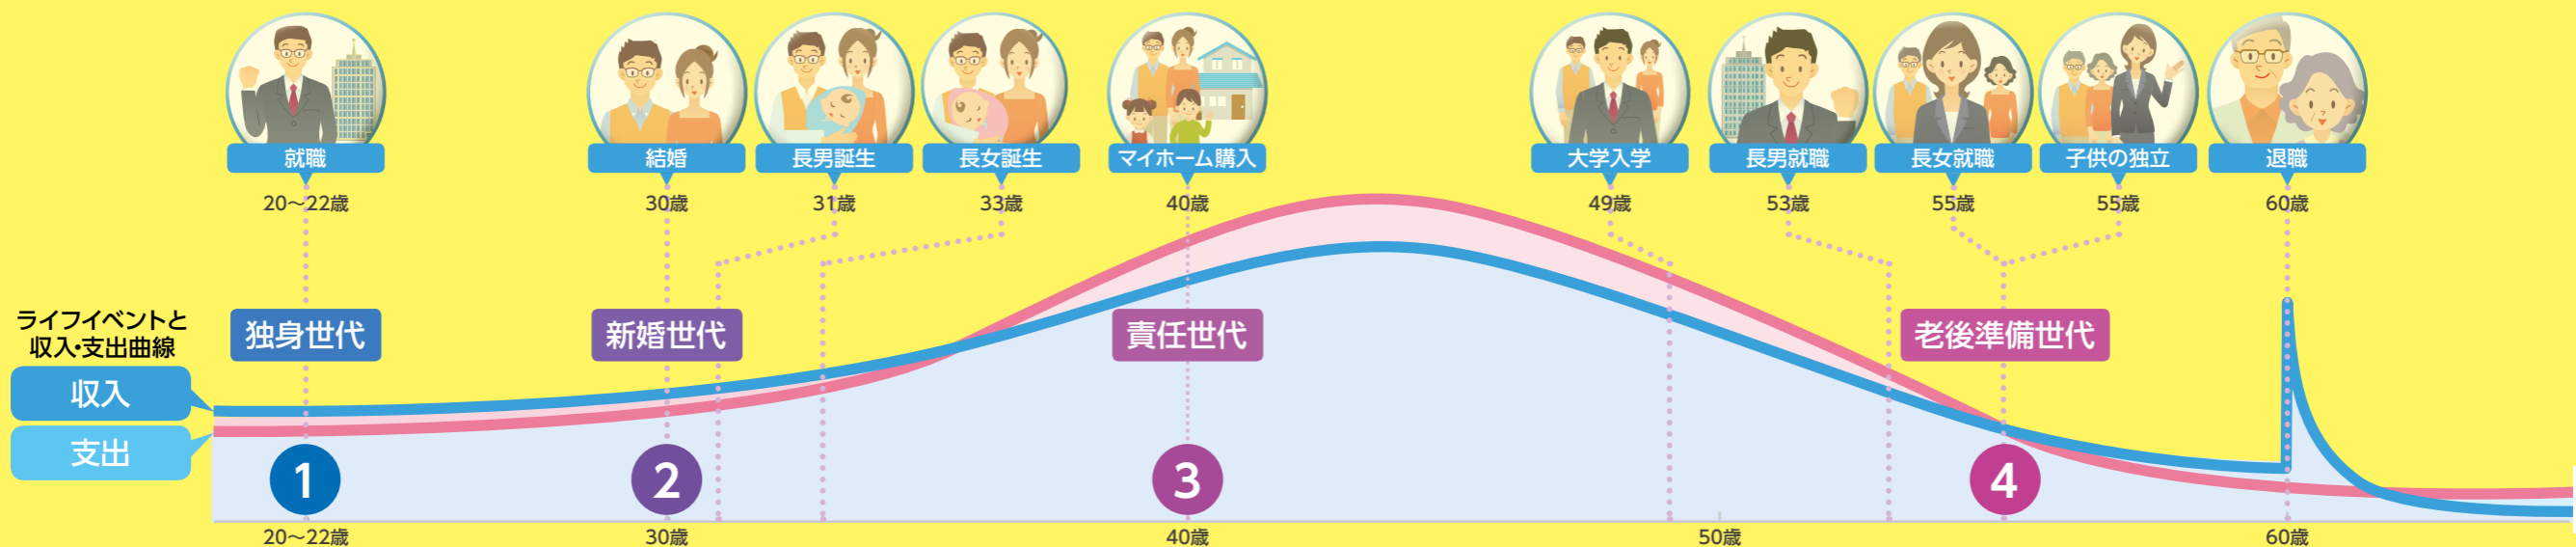 就職
結婚
長男誕生
長女誕生
マイホーム購入
大学入学
長男就職
長女就職
子供の独立
退職
20〜22歳
30歳
31歳
33歳
40歳
49歳
53歳
55歳
55歳
60歳
ライフイベントと
収入・支出曲線
収入
支出
独身世代
新婚世代
責任世代
老後準備世代
1
2
3
4
20〜22歳
30歳
40歳
50歳
60歳